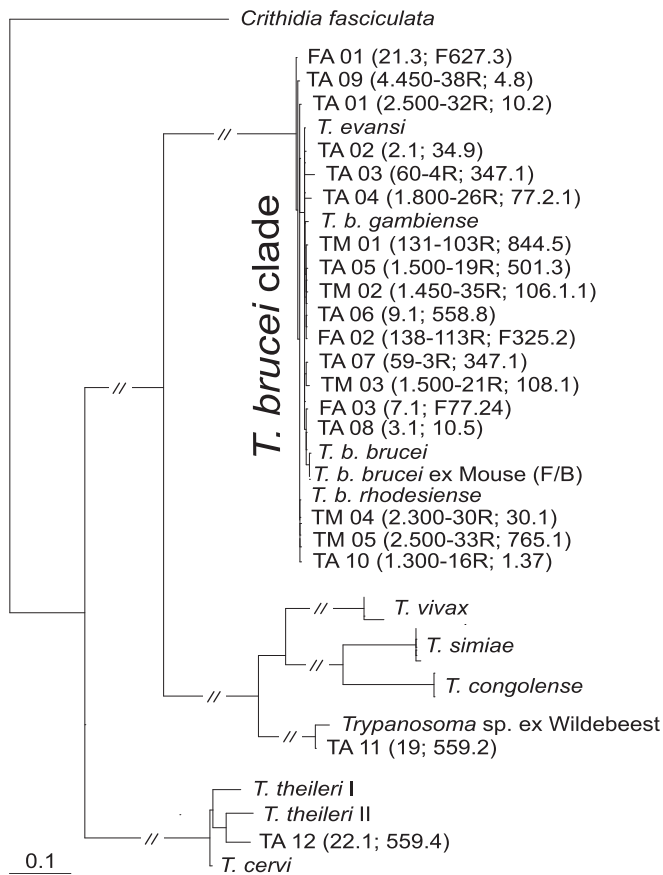 Crithidia fasciculata
FA 01 (21.3; F627.3)
TA 09 (4.450-38R; 4.8)
TA 01 (2.500-32R; 10.2)
T. evansi
TA 02 (2.1; 34.9)
TA 03 (60-4R; 347.1)
TA 04 (1.800-26R; 77.2.1)
T. b. gambiense
TM 01 (131-103R; 844.5)
TA 05 (1.500-19R; 501.3)
TM 02 (1.450-35R; 106.1.1)
TA 06 (9.1; 558.8)
FA 02 (138-113R; F325.2)
TA 07 (59-3R; 347.1)
TM 03 (1.500-21R; 108.1)
FA 03 (7.1; F77.24)
TA 08 (3.1; 10.5)
T. b. brucei
T. b. brucei ex Mouse (F/B)
T. b. rhodesiense
TM 04 (2.300-30R; 30.1)
TM 05 (2.500-33R; 765.1)
TA 10 (1.300-16R; 1.37)
T. brucei clade
T. vivax
T. simiae
T. congolense
Trypanosoma sp. ex Wildebeest
TA 11 (19; 559.2)
T. theileri I
T. theileri II
TA 12 (22.1; 559.4)
T. cervi
0.1